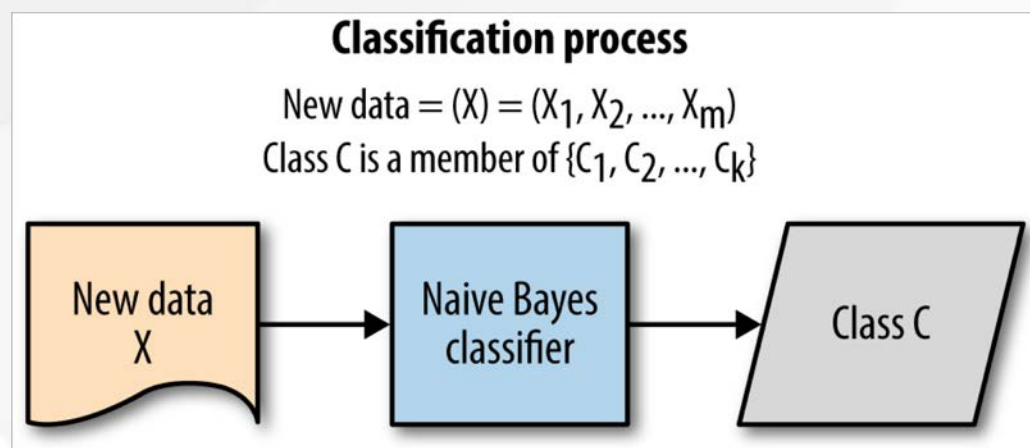 Classification process
New data = (X) = (X1, X2, ..., Xm)
Class C is a member of {C1, C2, ..., Ck}
New data
X
Naive Bayes
classifier
Class C